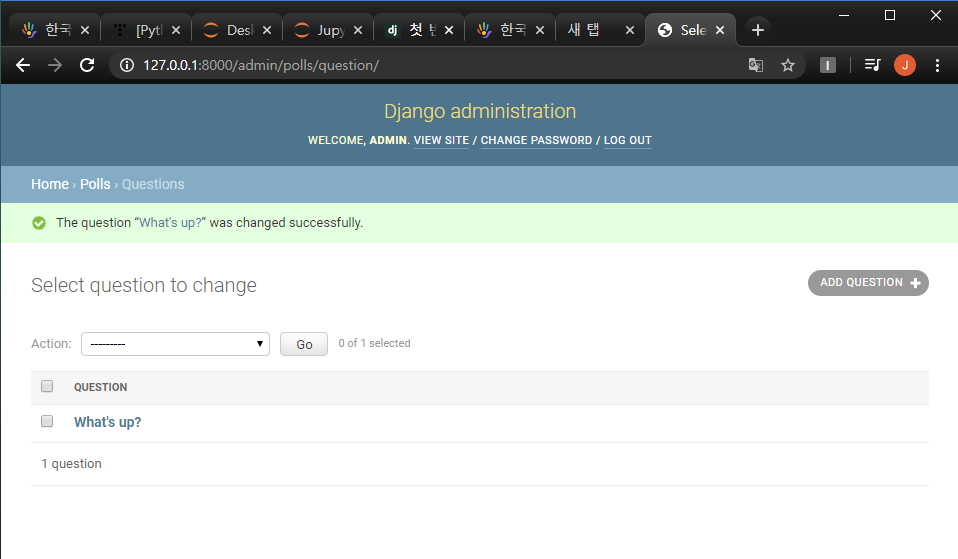 한국 [Pytl Desk Jupy 첫 번 한국 새 탭 Sele
127.0.0.1:8000/admin/polls/question/ I J
Django administration
WELCOME, ADMIN. VIEW SITE / CHANGE PASSWORD / LOG OUT
Home › Polls › Questions
The question “What's up?” was changed successfully.
Select question to change
ADD QUESTION +
Action: --------- Go 0 of 1 selected
QUESTION
What's up?
1 question